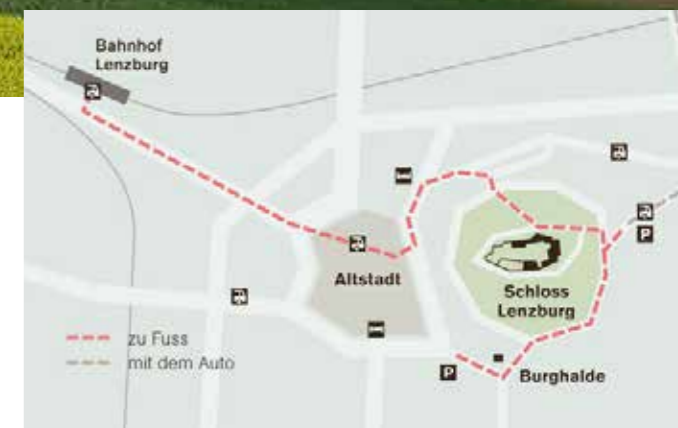 Bahnhof
Lenzburg
Altstadt
Schloss
Lenzburg
P
zu Fuss
mit dem Auto
P
Burghalde